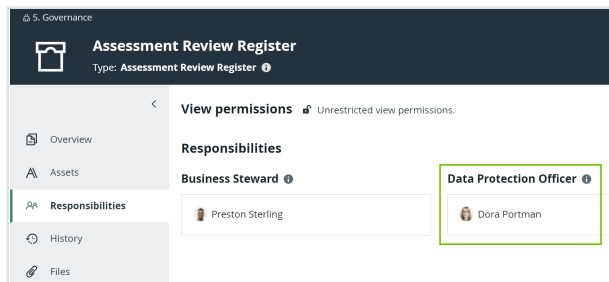 5. Governance
Assessment Review Register
Type: Assessment Review Register
View permissions Unrestricted view permissions.
Overview
Assets
Responsibilities
History
Files
Responsibilities
Business Steward
Data Protection Officer
Preston Sterling
Dora Portman